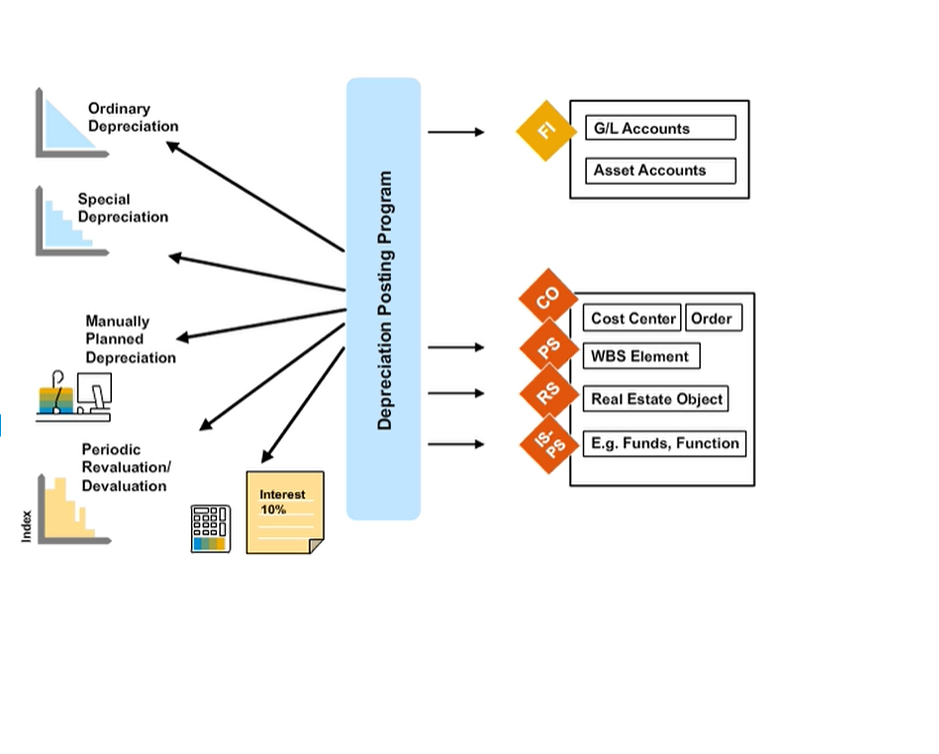 Ordinary
Depreciation
Special
Depreciation
Manually
Planned
Depreciation
Periodic
Revaluation/
Devaluation
Index
Interest
10%
Depreciation Posting Program
FI
G/L Accounts
Asset Accounts
CO
Cost Center
Order
PS
WBS Element
RS
Real Estate Object
IS-
PS
E.g. Funds, Function